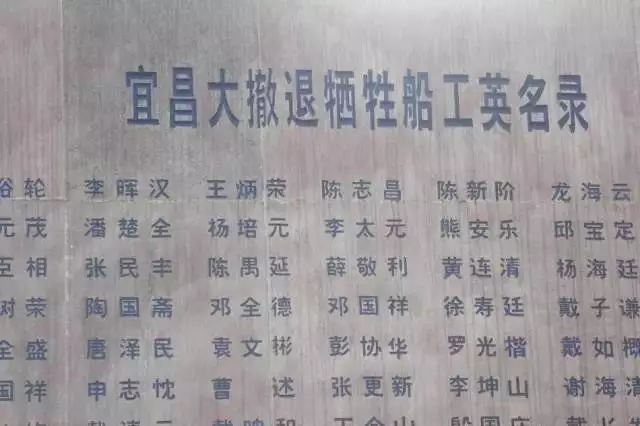 宜昌大撤退牺牲船工英名录
轮 李晖汉 王炳荣 陈志昌 陈新阶 龙海云
元茂 潘楚全 杨培元 李太元 熊安乐 邱宝定
臣相 张民丰 陈禺延 薛敬利 黄连清 杨海廷
树荣 陶国斋 邓全德 邓国祥 徐寿廷 戴子谦
全盛 唐泽民 袁文彬 彭协华 罗光楷 戴如
国祥 申志忱 曹述 张更新 李坤山 谢海清